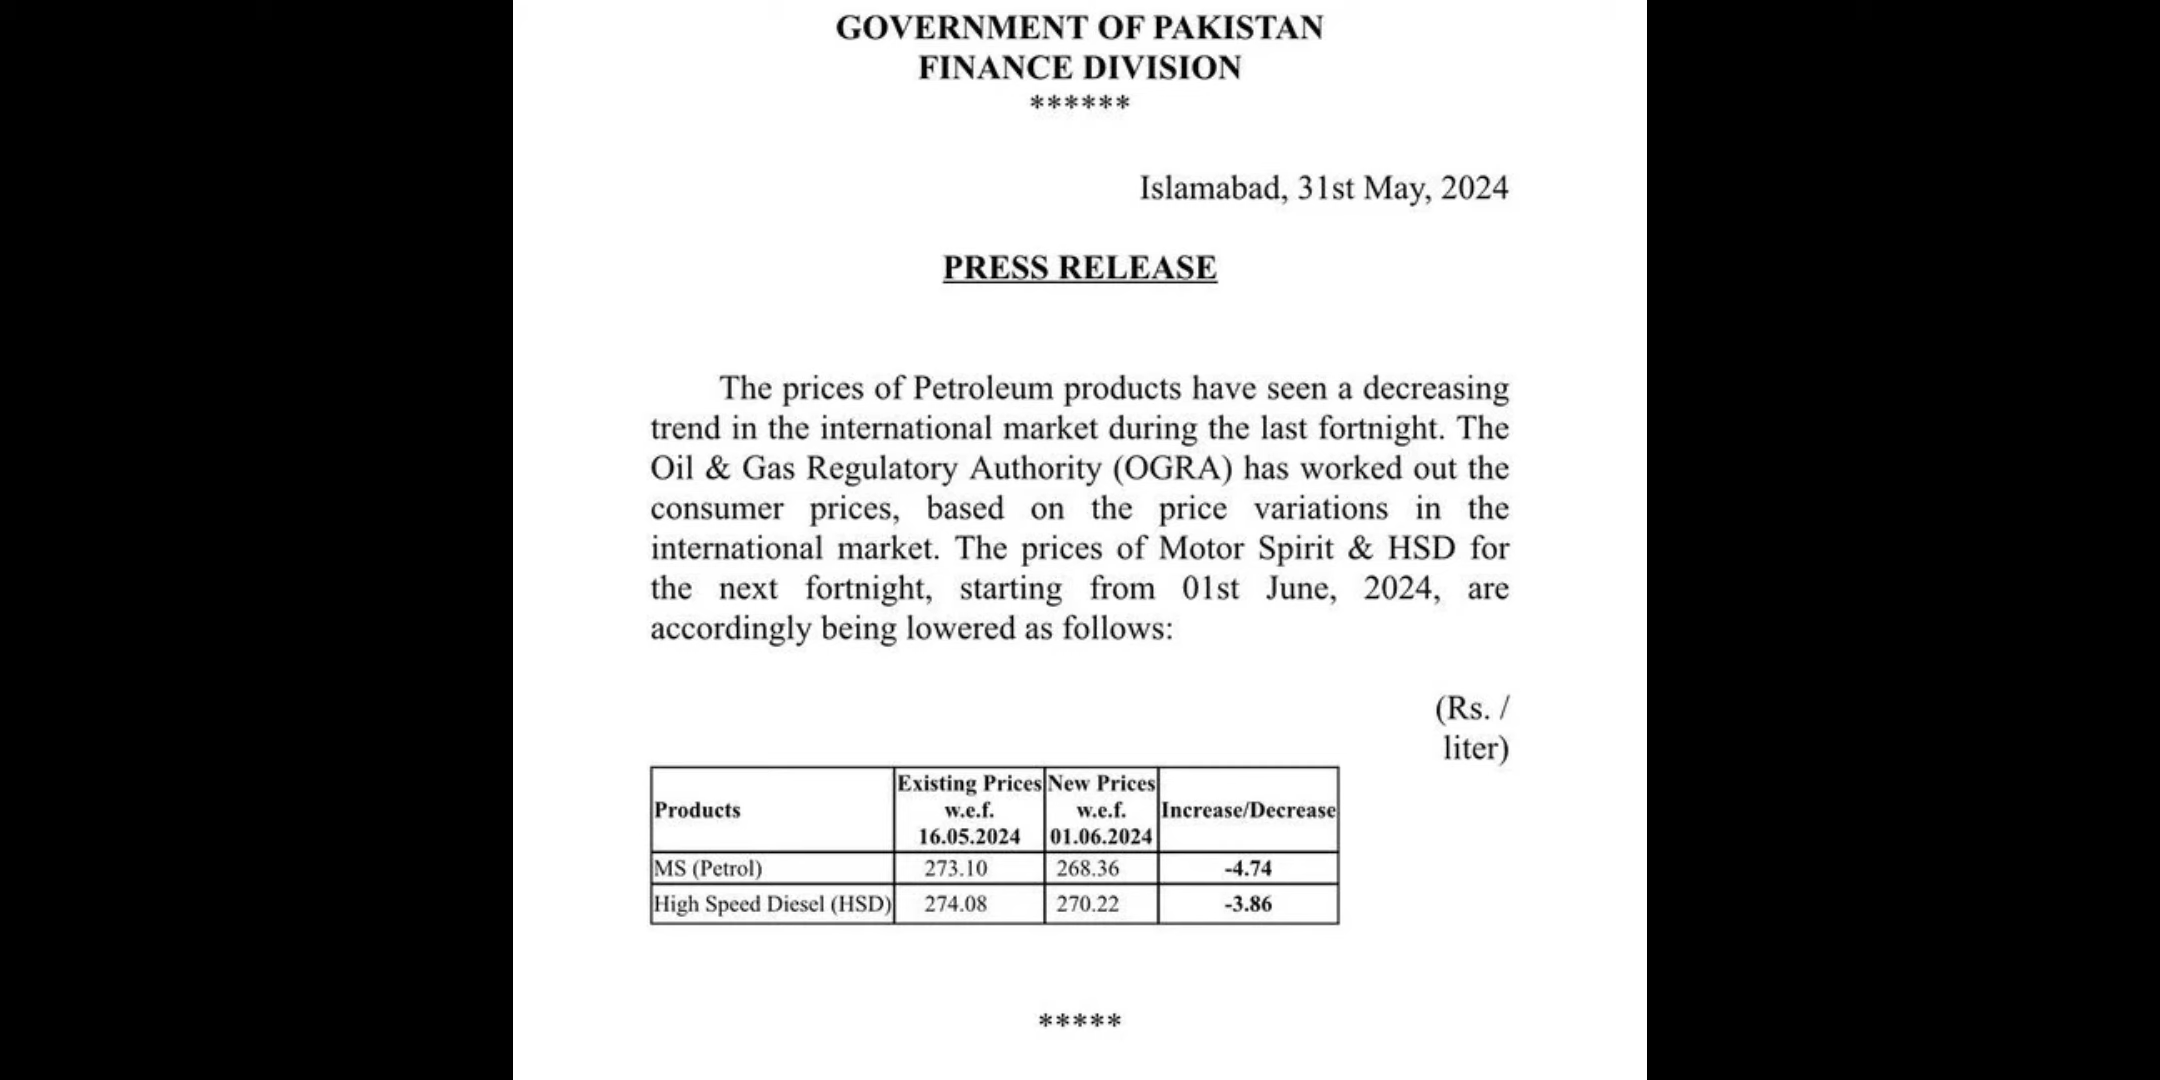 GOVERNMENT OF PAKISTAN
FINANCE DIVISION
******
Islamabad, 31st May, 2024
PRESS RELEASE
The prices of Petroleum products have seen a decreasing
trend in the international market during the last fortnight. The
Oil & Gas Regulatory Authority (OGRA) has worked out the
consumer prices, based on the price variations in the
international market. The prices of Motor Spirit & HSD for
the next fortnight, starting from 01st June, 2024, are
accordingly being lowered as follows:
(Rs. /
liter)
Products Existing Prices w.e.f. 16.05.2024 New Prices w.e.f. 01.06.2024 Increase/Decrease
MS (Petrol) 273.10 268.36 -4.74
High Speed Diesel (HSD) 274.08 270.22 -3.86
*****